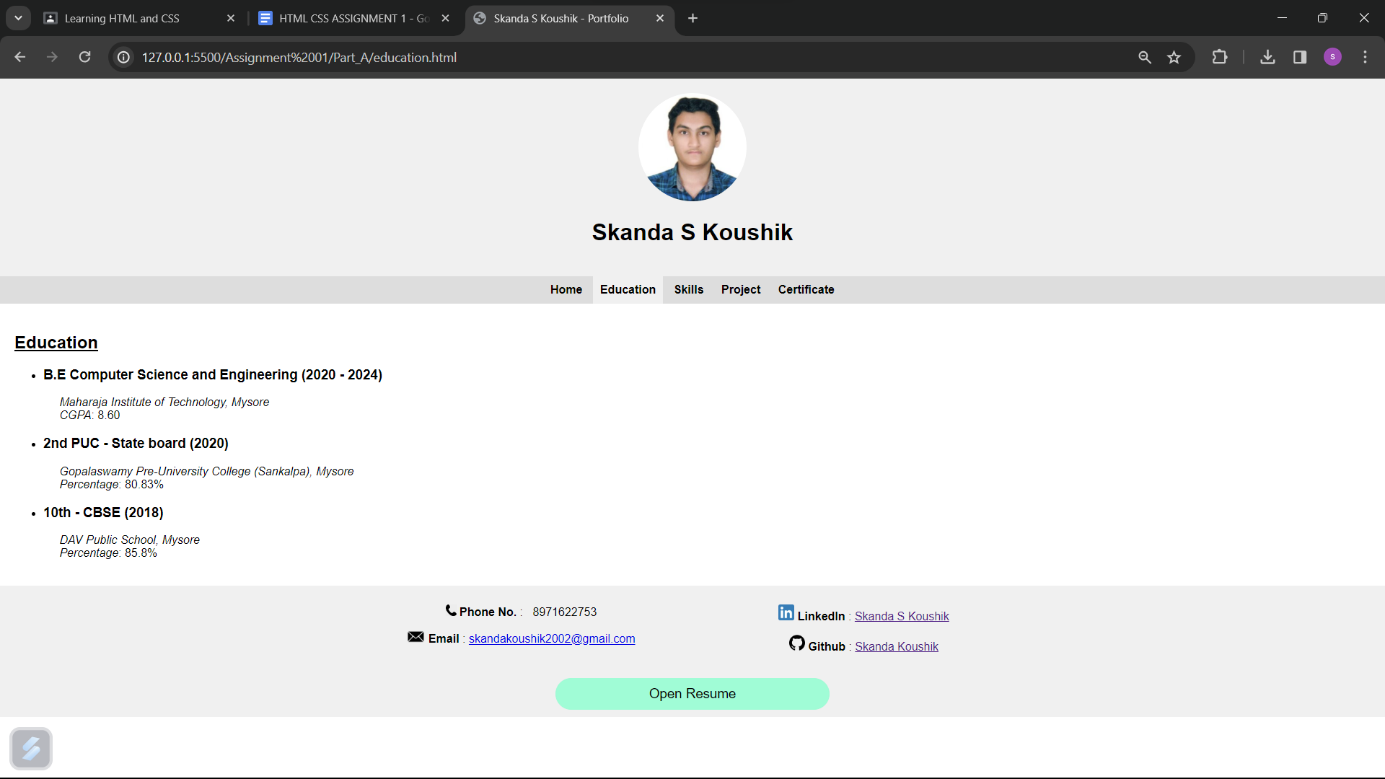 Learning HTML and CSS
HTML CSS ASSIGNMENT 1 - Go
Skanda S Koushik - Portfolio
127.0.0.1:5500/Assignment%2001/Part_A/education.html
S
Skanda S Koushik
Home Education Skills Project Certificate
Education
• B.E Computer Science and Engineering (2020 - 2024)
Maharaja Institute of Technology, Mysore
CGPA: 8.60
• 2nd PUC - State board (2020)
Gopalaswamy Pre-University College (Sankalpa), Mysore
Percentage: 80.83%
• 10th - CBSE (2018)
DAV Public School, Mysore
Percentage: 85.8%
Phone No. : 8971622753
Email : skandakoushik2002@gmail.com
in LinkedIn : Skanda S Koushik
Github : Skanda Koushik
Open Resume